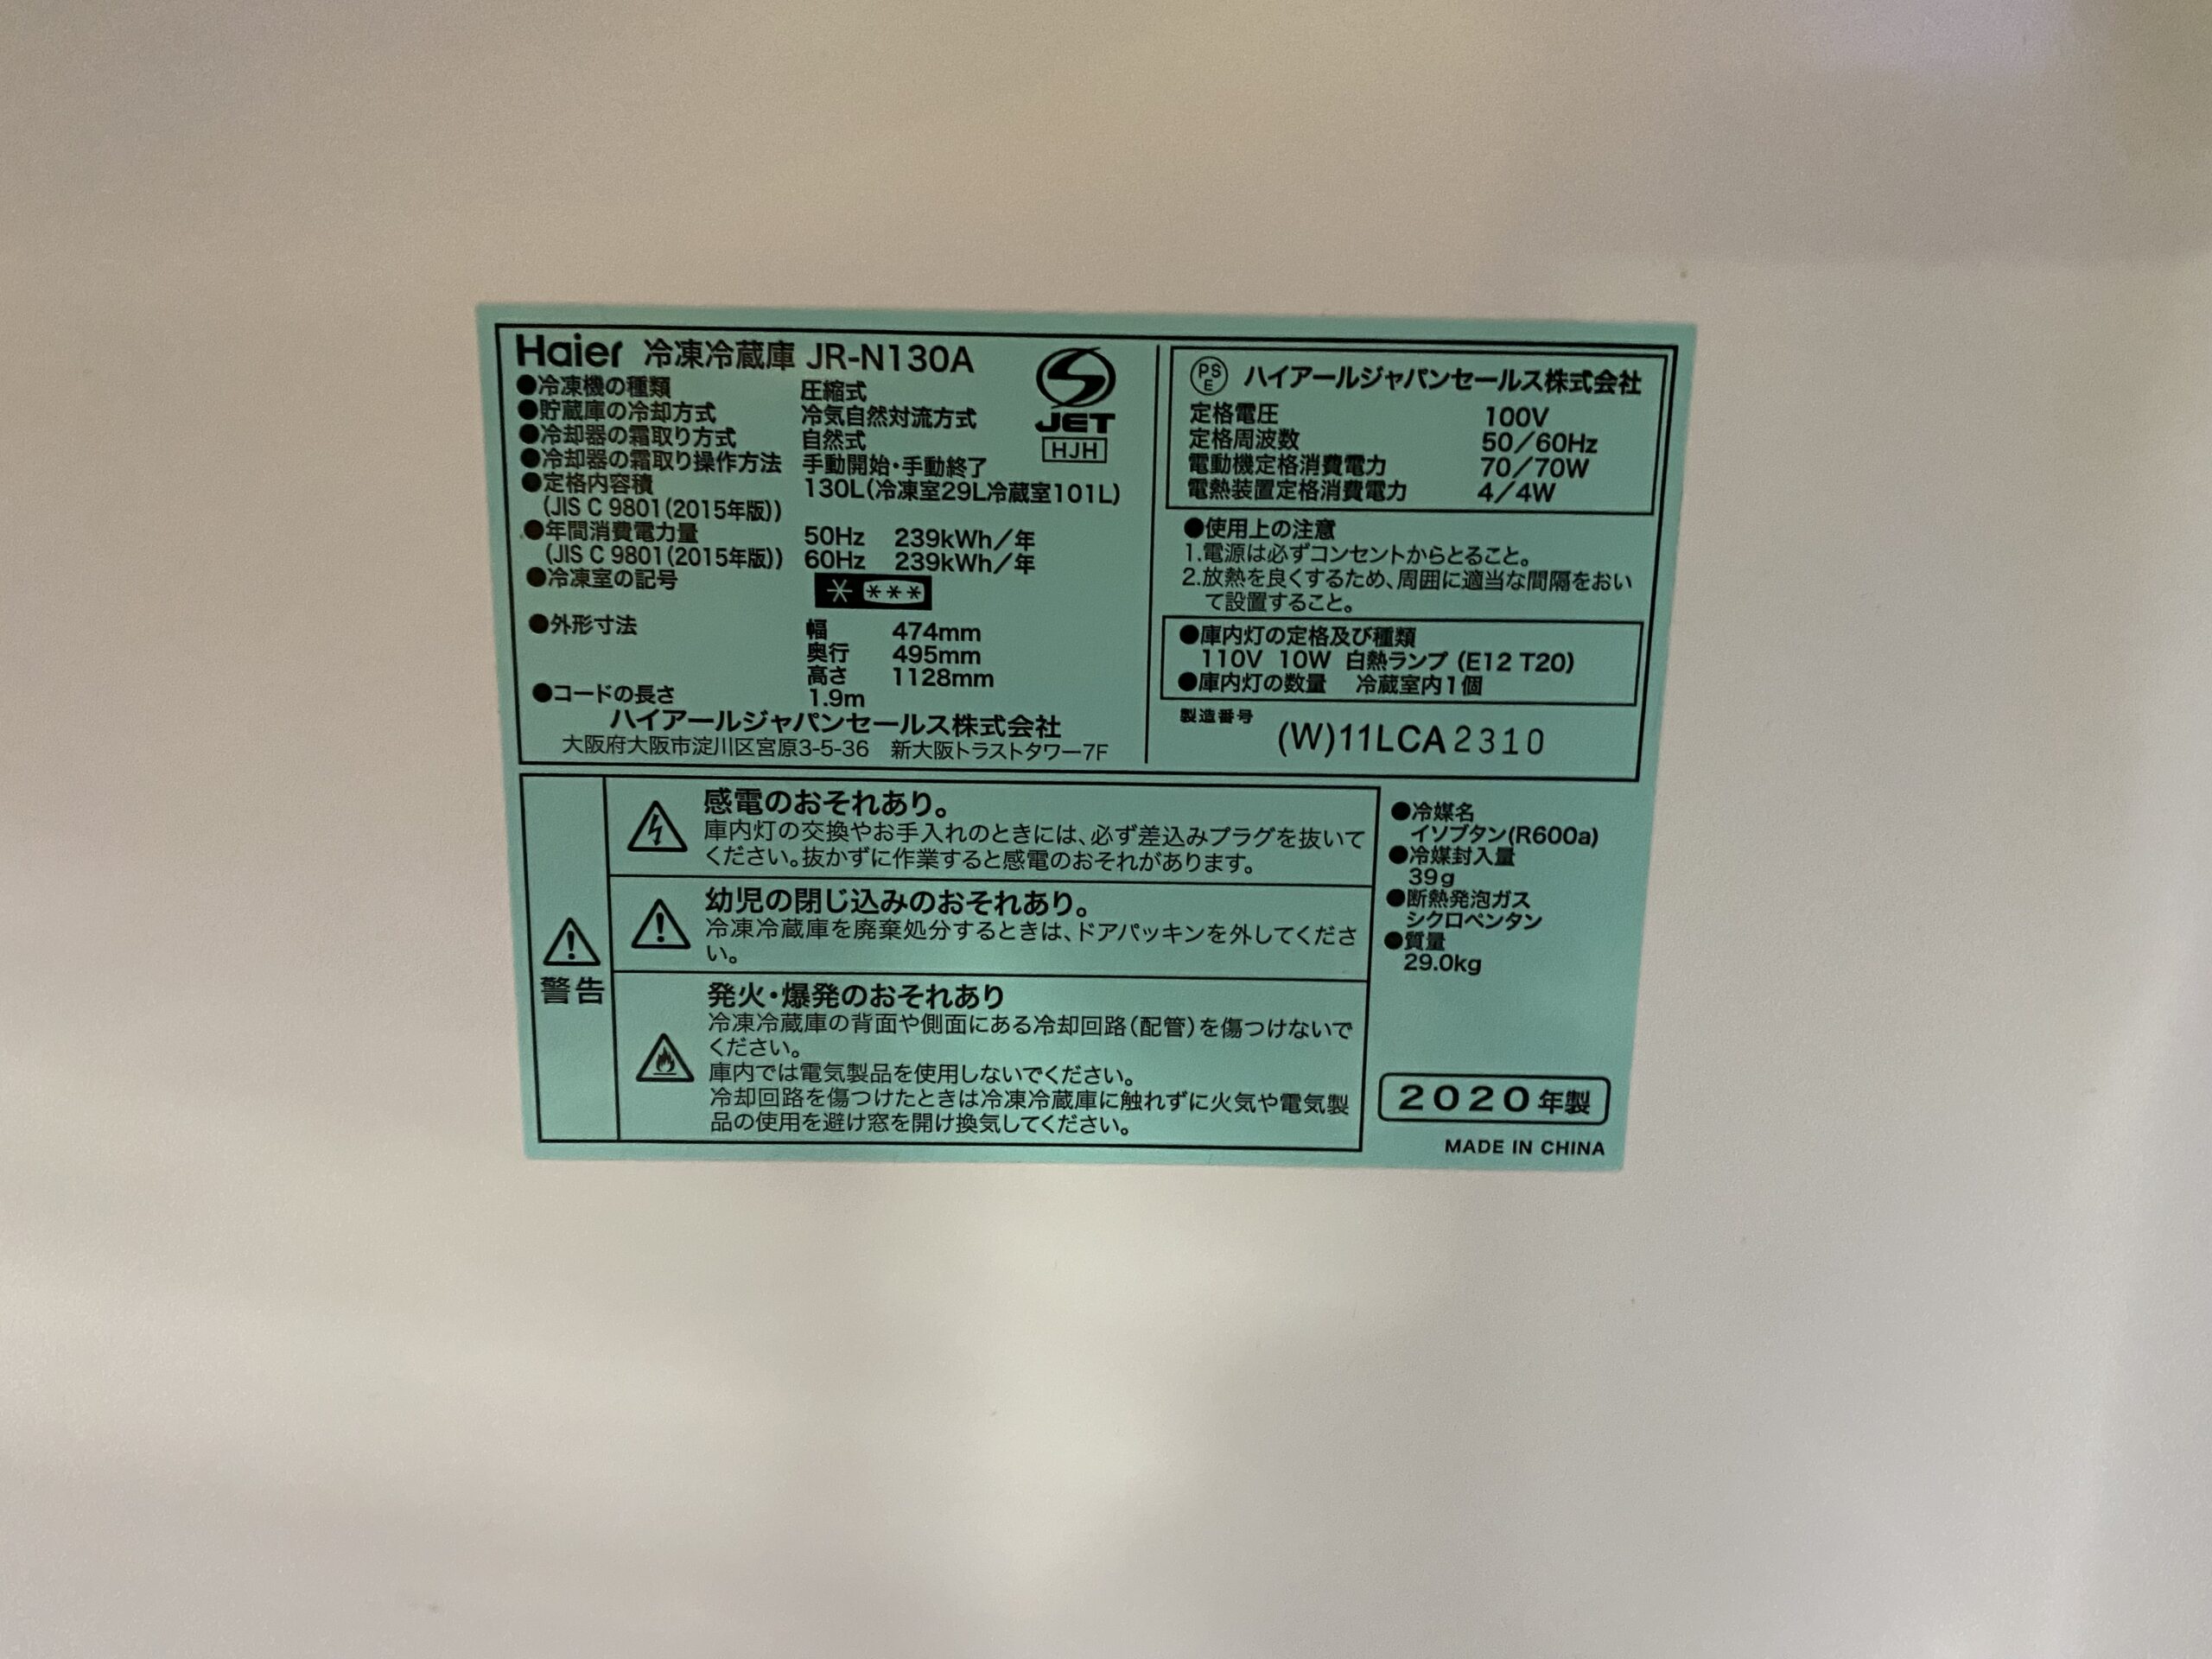 Haier 冷凍冷蔵庫 JR-N130A
●冷凍機の種類 圧縮式
●貯蔵庫の冷却方式 冷気自然対流方式
●冷却器の霜取り方式 自然式
●冷却器の霜取り操作方法 手動開始・手動終了
●定格内容積 130L(冷凍室29L冷蔵室101L)
(JIS C 9801(2015年版))
●年間消費電力量 50Hz 239kWh/年
(JIS C 9801(2015年版)) 60Hz 239kWh/年
●冷凍室の記号 * ***
●外形寸法 幅 474mm
奥行 495mm
高さ 1128mm
●コードの長さ 1.9m
ハイアールジャパンセールス株式会社
大阪府大阪市淀川区宮原3-5-36 新大阪トラストタワー7F
JET
HJH
PS
E
ハイアールジャパンセールス株式会社
定格電圧 100V
定格周波数 50/60Hz
電動機定格消費電力 70/70W
電熱装置定格消費電力 4/4W
●使用上の注意
1.電源は必ずコンセントからとること。
2.放熱を良くするため、周囲に適当な間隔をおい
て設置すること。
●庫内灯の定格及び種類
110V 10W 白熱ランプ (E12 T20)
●庫内灯の数量 冷蔵室内1個
製造番号 (W)11LCA2310
警告
感電のおそれあり。
庫内灯の交換やお手入れのときには、必ず差込みプラグを抜いて
ください。抜かずに作業すると感電のおそれがあります。
幼児の閉じ込みのおそれあり。
冷凍冷蔵庫を廃棄処分するときは、ドアパッキンを外してくださ
い。
発火・爆発のおそれあり
冷凍冷蔵庫の背面や側面にある冷却回路(配管)を傷つけないで
ください。
庫内では電気製品を使用しないでください。
冷却回路を傷つけたときは冷凍冷蔵庫に触れずに火気や電気製
品の使用を避け窓を開け換気してください。
●冷媒名
イソブタン(R600a)
●冷媒封入量
39g
●断熱発泡ガス
シクロペンタン
●質量
29.0kg
2020年製
MADE IN CHINA